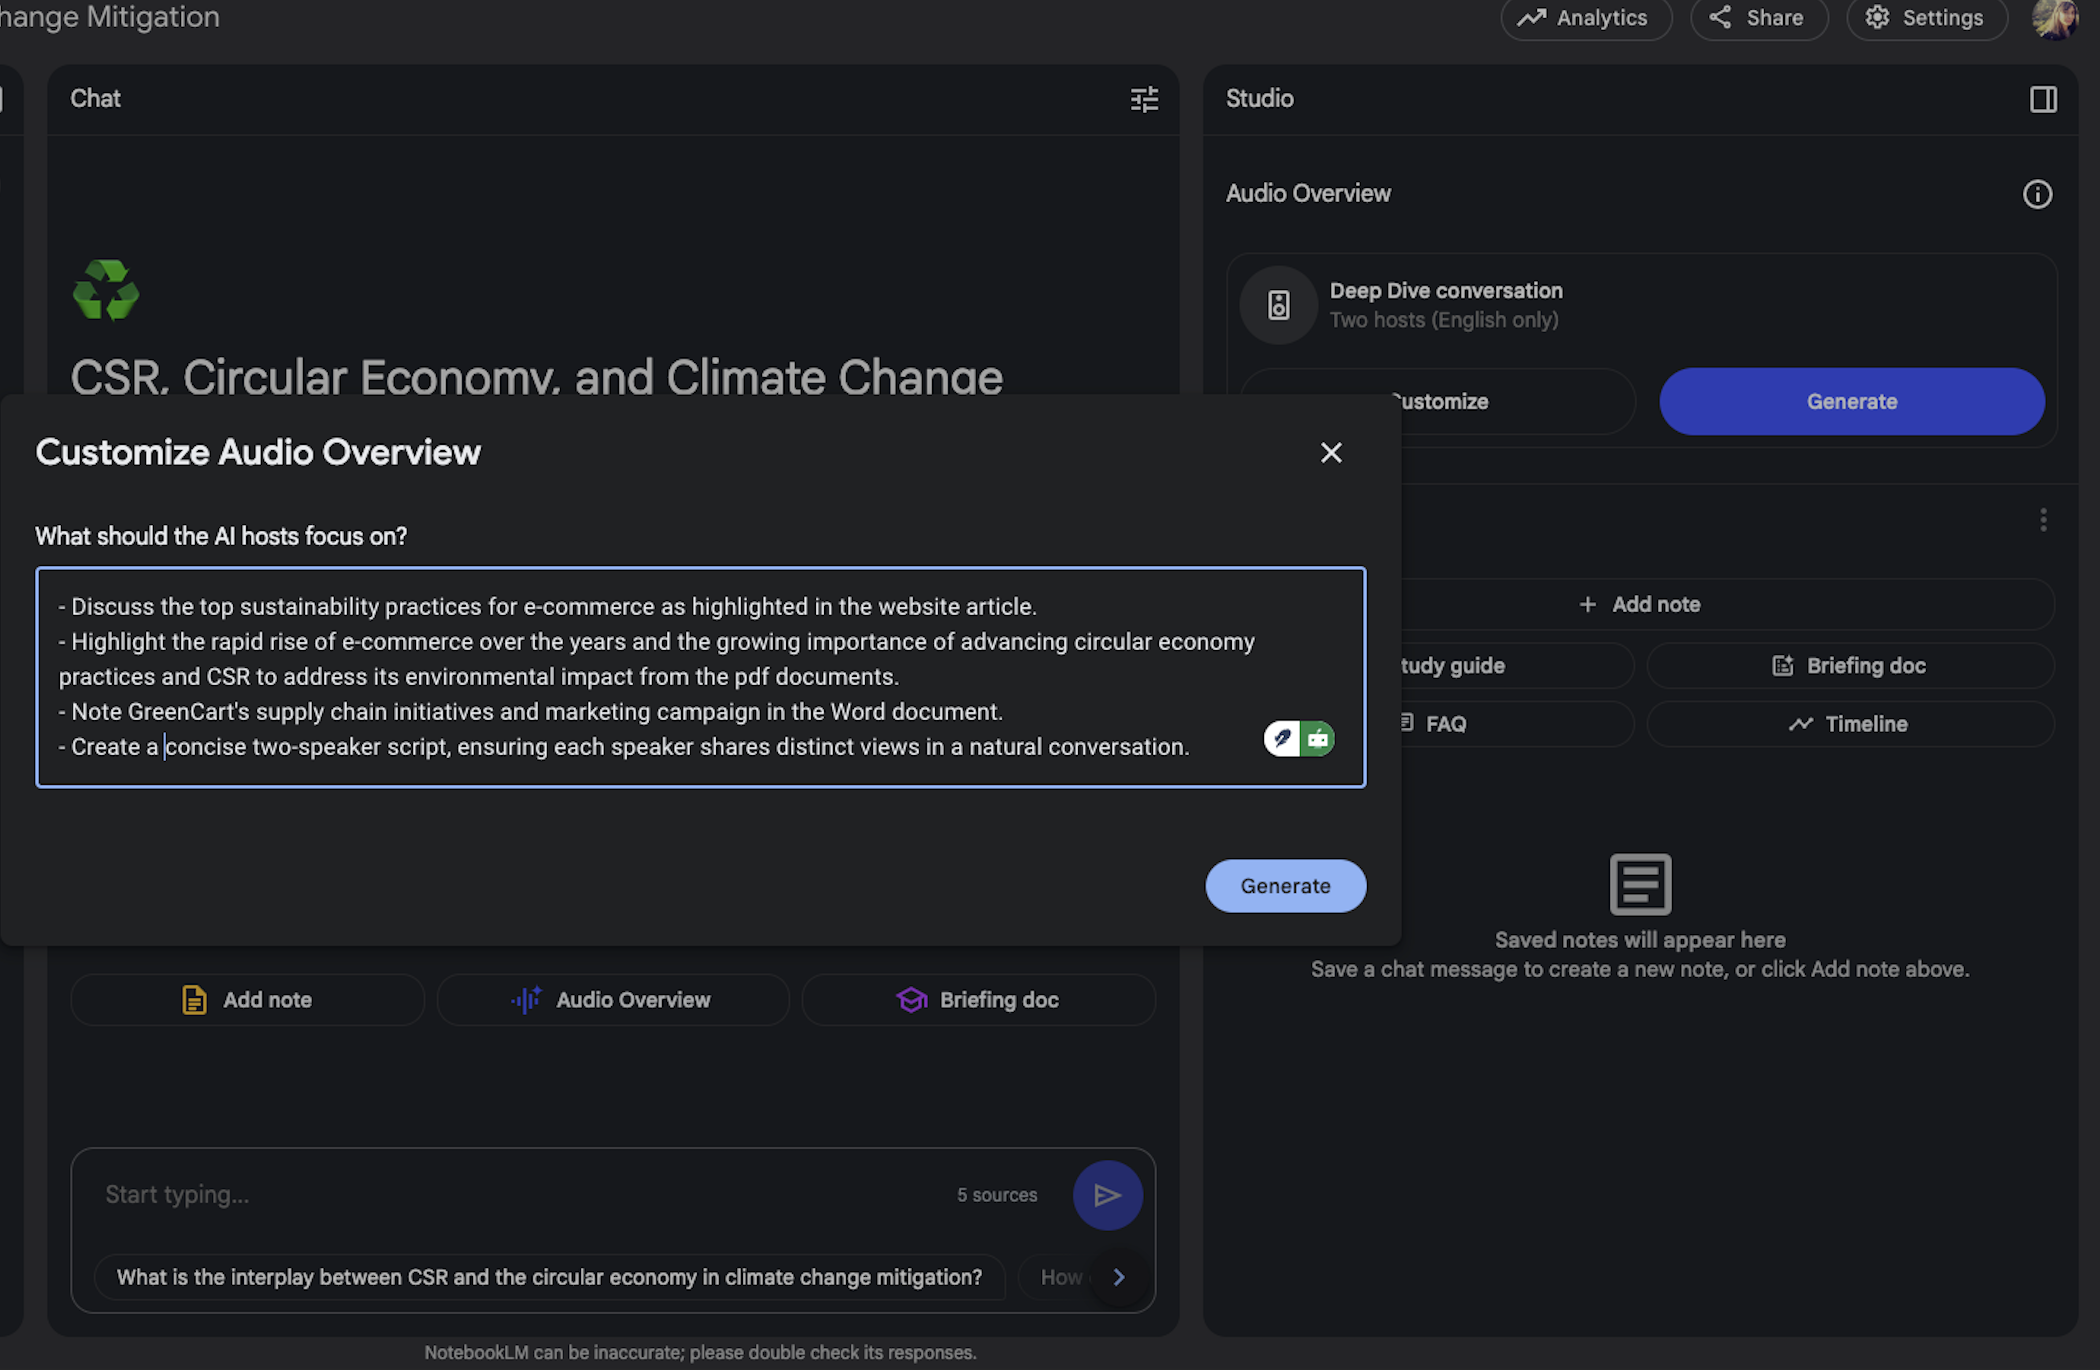 hange Mitigation
Analytics
Share
Settings
Chat
Studio
Audio Overview
Deep Dive conversation
Two hosts (English only)
CSR, Circular Economy, and Climate Change
ustomize
Generate
Customize Audio Overview
What should the AI hosts focus on?
- Discuss the top sustainability practices for e-commerce as highlighted in the website article.
- Highlight the rapid rise of e-commerce over the years and the growing importance of advancing circular economy
practices and CSR to address its environmental impact from the pdf documents.
- Note GreenCart's supply chain initiatives and marketing campaign in the Word document.
- Create a concise two-speaker script, ensuring each speaker shares distinct views in a natural conversation.
Generate
+ Add note
tudy guide
Briefing doc
FAQ
Timeline
Saved notes will appear here
Save a chat message to create a new note, or click Add note above.
Add note
Audio Overview
Briefing doc
Start typing...
5 sources
What is the interplay between CSR and the circular economy in climate change mitigation?
How
NotebookLM can be inaccurate; please double check its responses.